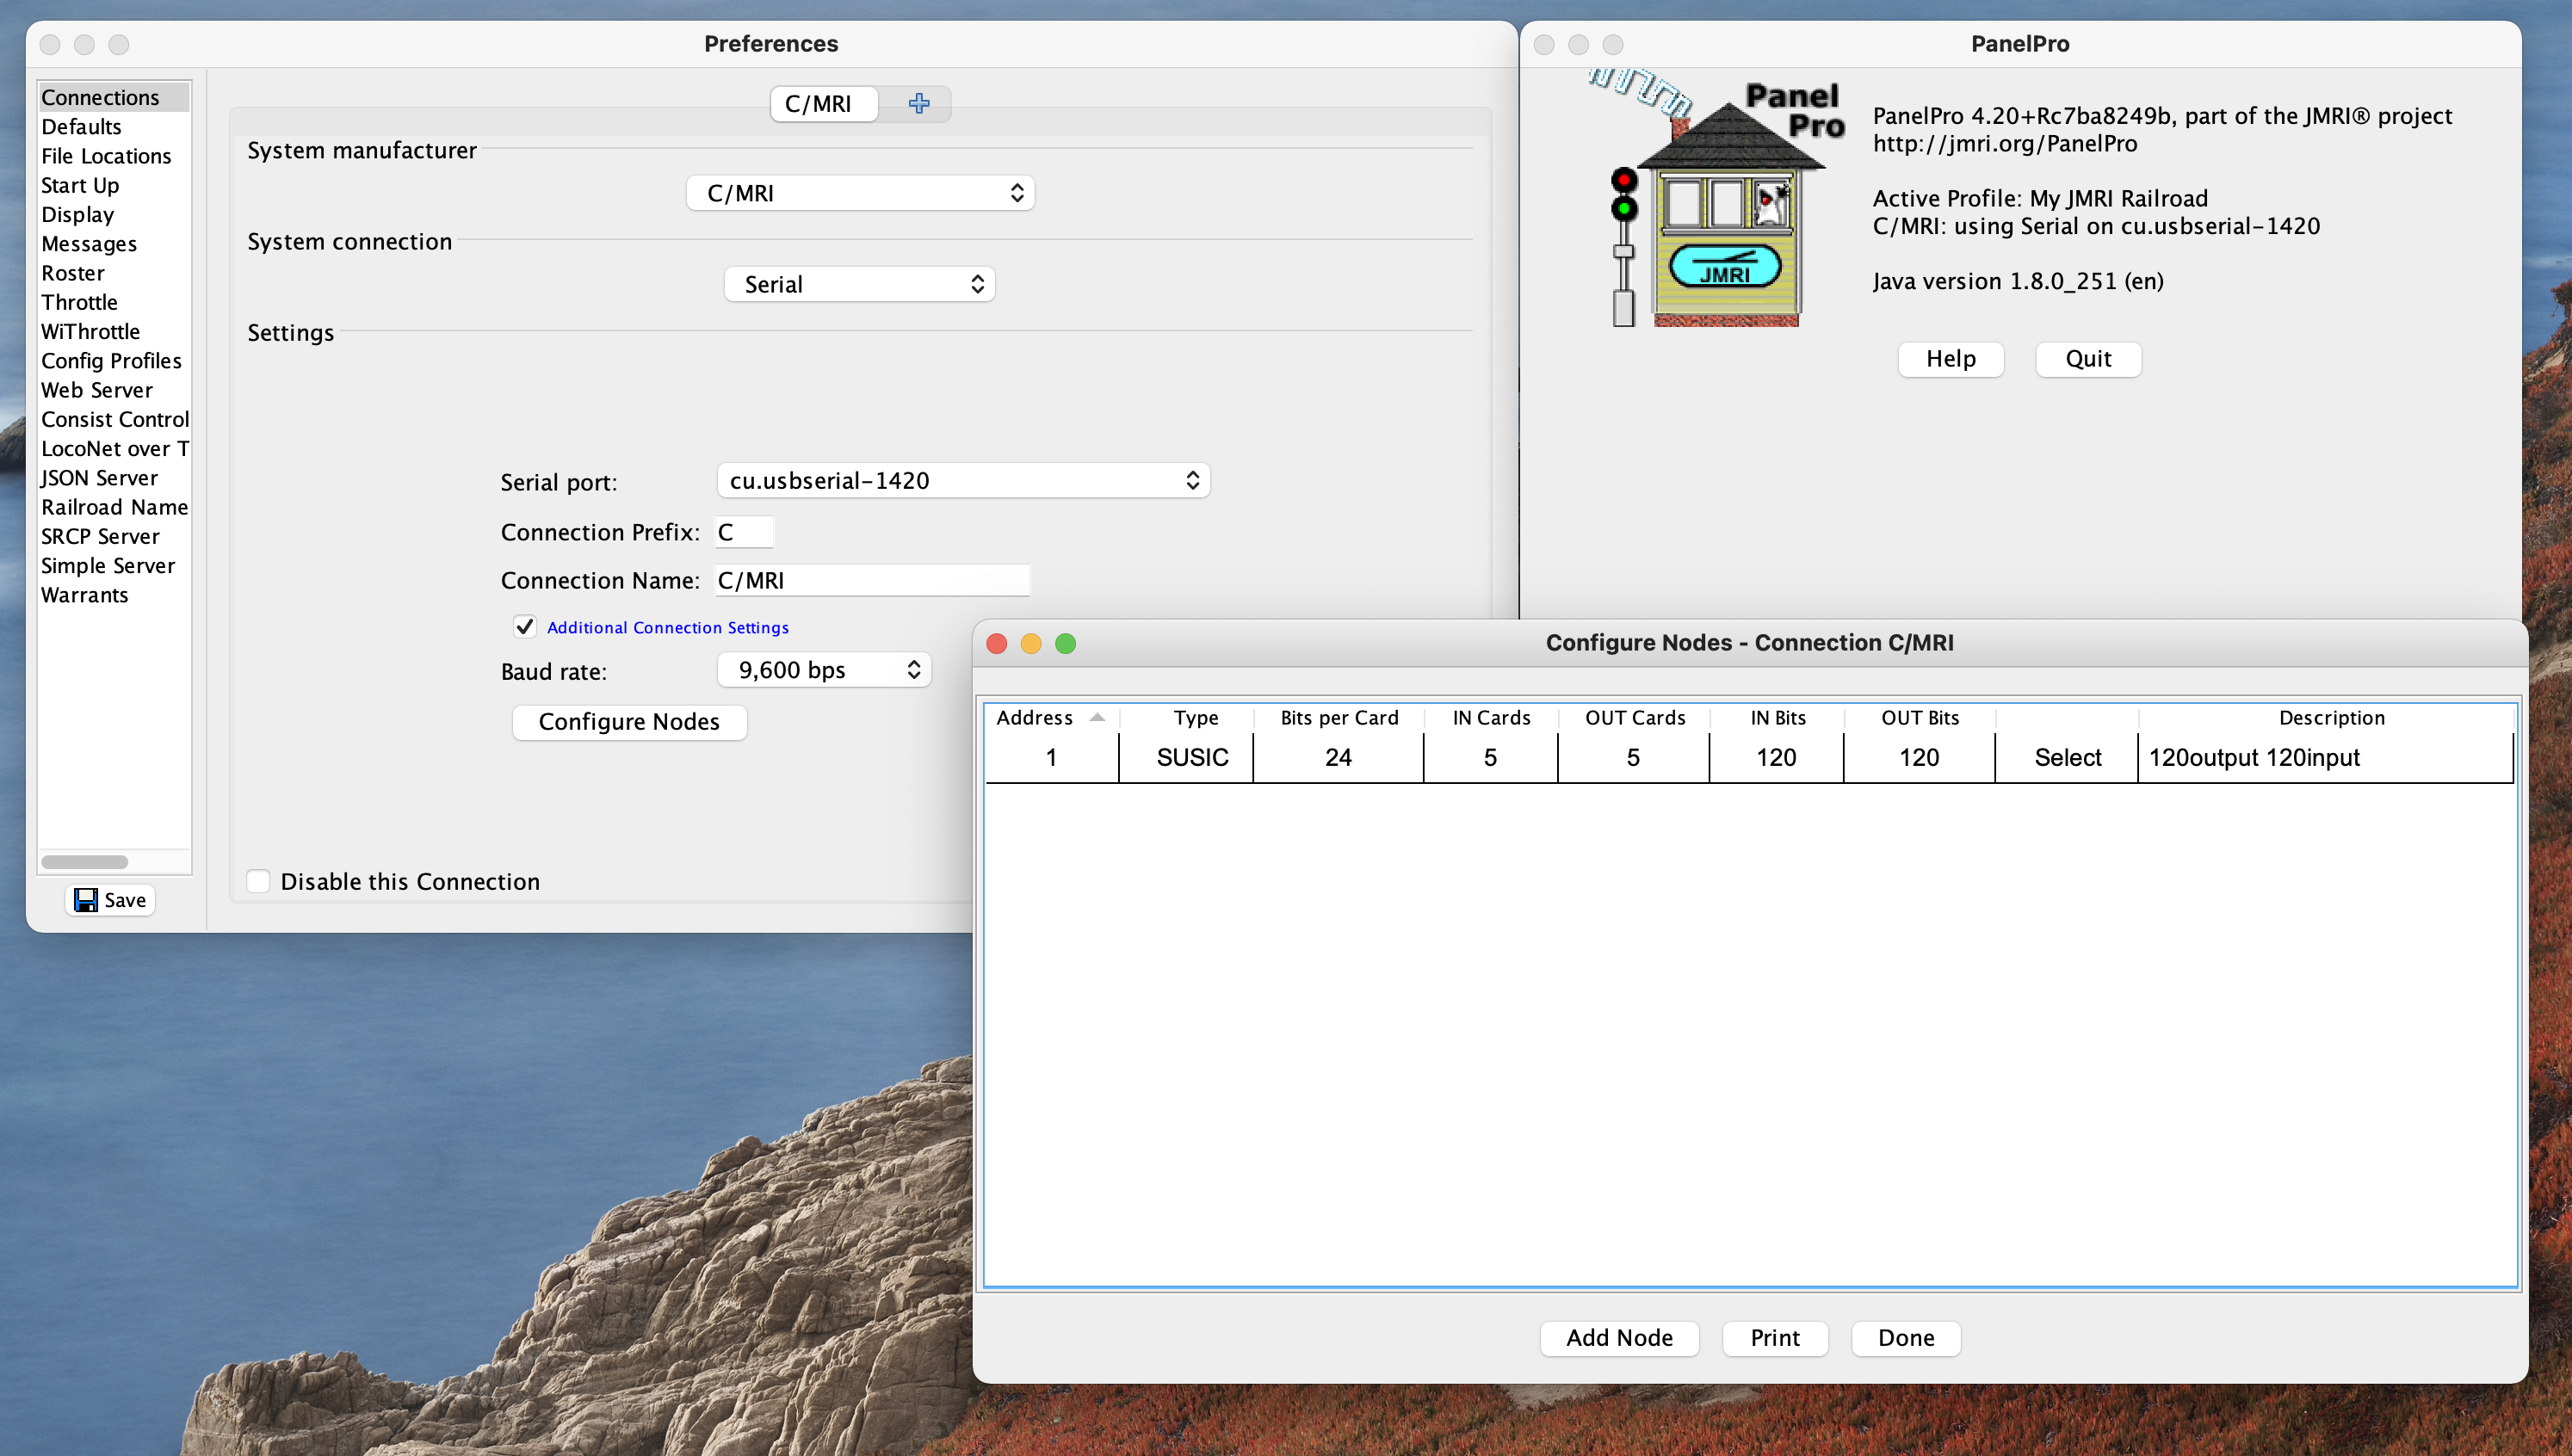 Preferences
Connections
Defaults
File Locations
Start Up
Display
Messages
Roster
Throttle
WiThrottle
Config Profiles
Web Server
Consist Control
LocoNet over T
JSON Server
Railroad Name
SRCP Server
Simple Server
Warrants
Save
C/MRI
System manufacturer
C/MRI
System connection
Serial
Settings
Serial port: cu.usbserial-1420
Connection Prefix: C
Connection Name: C/MRI
Additional Connection Settings
Baud rate: 9,600 bps
Configure Nodes
Disable this Connection
PanelPro
Panel
Pro
JMRI
PanelPro 4.20+Rc7ba8249b, part of the JMRI® project
http://jmri.org/PanelPro
Active Profile: My JMRI Railroad
C/MRI: using Serial on cu.usbserial-1420
Java version 1.8.0_251 (en)
Help Quit
Configure Nodes - Connection C/MRI
Address Type Bits per Card IN Cards OUT Cards IN Bits OUT Bits Description
1 SUSIC 24 5 5 120 120 Select 120output 120input
Add Node Print Done